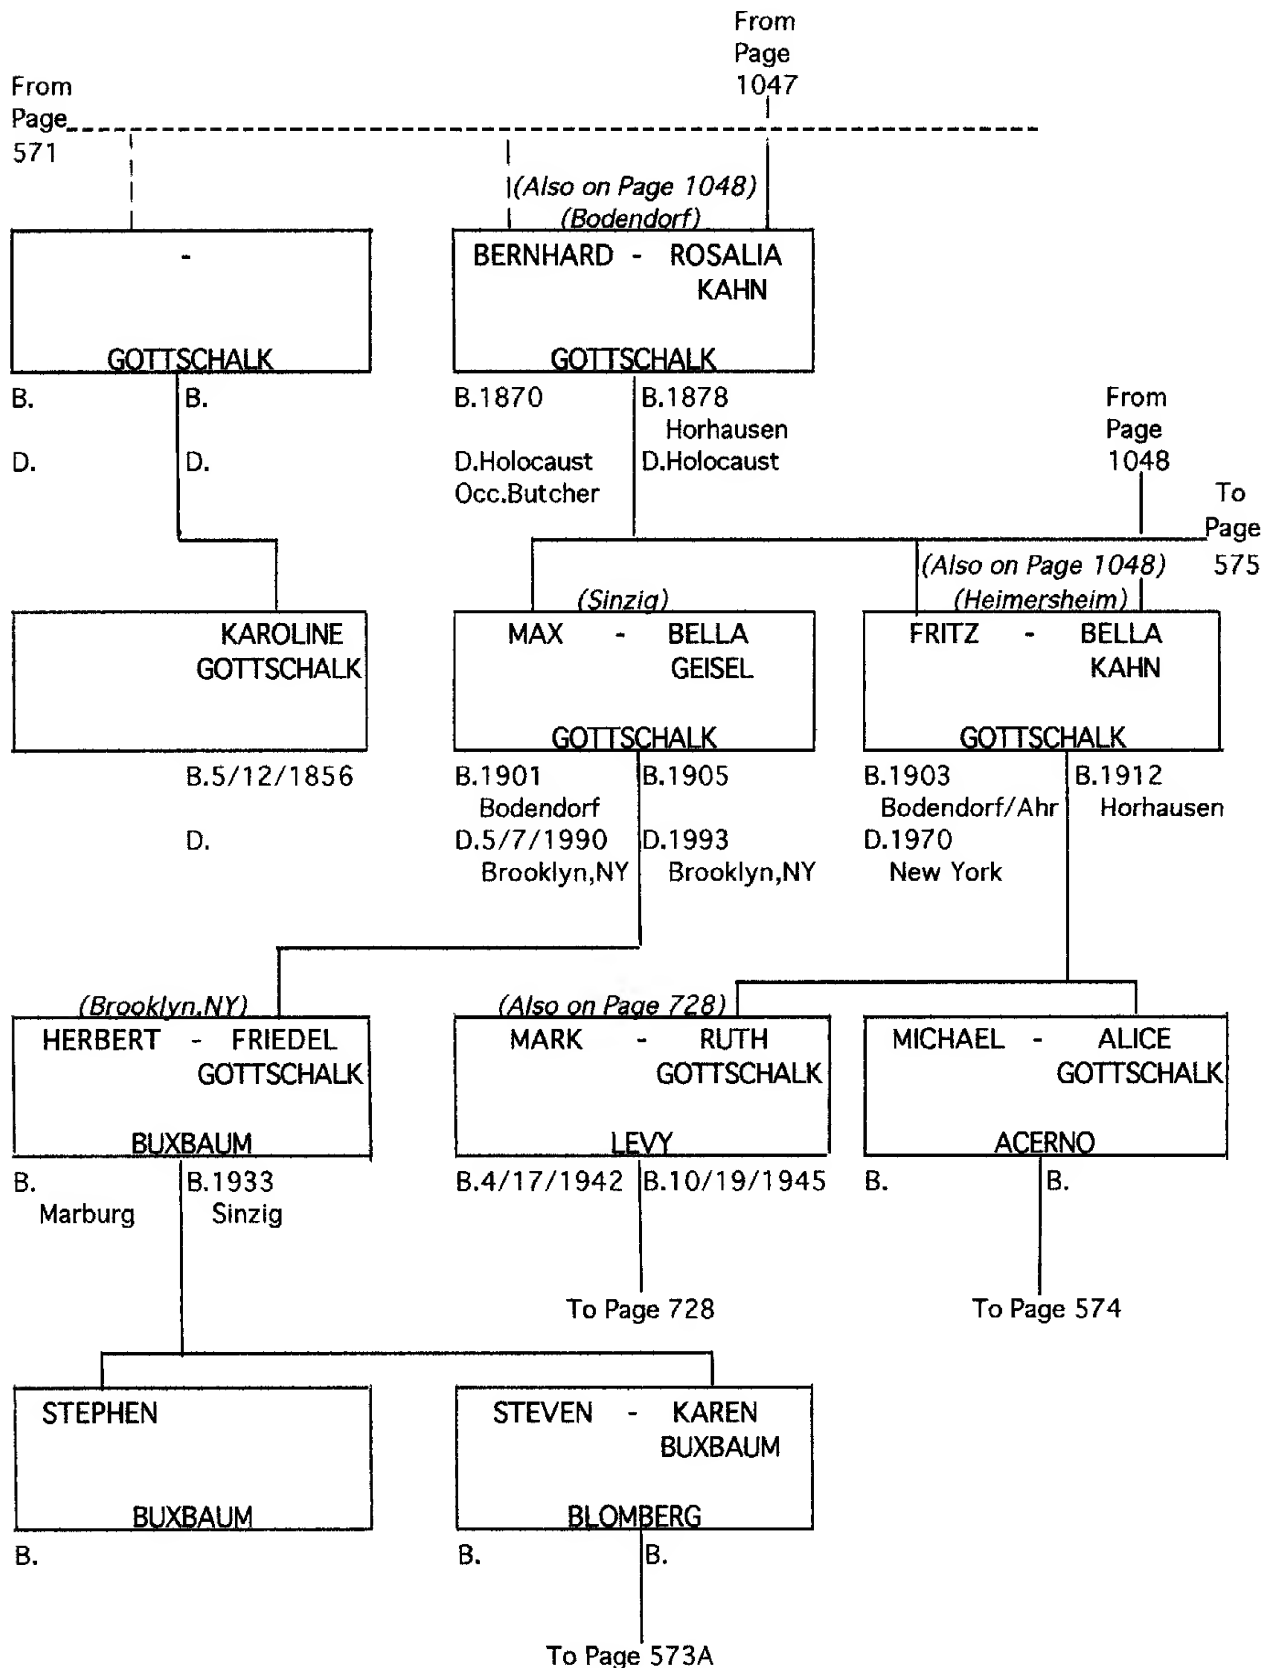 From
Page
1047
From
Page
571
(Also on Page 1048)
(Bodendorf)
-
GOTTSCHALK
B.
B.
D.
D.
BERNHARD - ROSALIA
KAHN
GOTTSCHALK
B.1870
B.1878
Horhausen
D.Holocaust
D.Holocaust
Occ.Butcher
From
Page
1048
To
Page
575
KAROLINE
GOTTSCHALK
B.5/12/1856
D.
(Sinzig)
MAX - BELLA
GEISEL
GOTTSCHALK
B.1901
B.1905
Bodendorf
D.5/7/1990
D.1993
Brooklyn,NY
Brooklyn,NY
(Also on Page 1048)
(Heimersheim)
FRITZ - BELLA
KAHN
GOTTSCHALK
B.1903
B.1912
Bodendorf/Ahr
Horhausen
D.1970
New York
(Brooklyn,NY)
HERBERT - FRIEDEL
GOTTSCHALK
BUXBAUM
B.
B.1933
Marburg
Sinzig
(Also on Page 728)
MARK - RUTH
GOTTSCHALK
LEVY
B.4/17/1942
B.10/19/1945
To Page 728
MICHAEL - ALICE
GOTTSCHALK
ACERNO
B.
B.
To Page 574
STEPHEN
BUXBAUM
B.
STEVEN - KAREN
BUXBAUM
BLOMBERG
B.
B.
To Page 573A